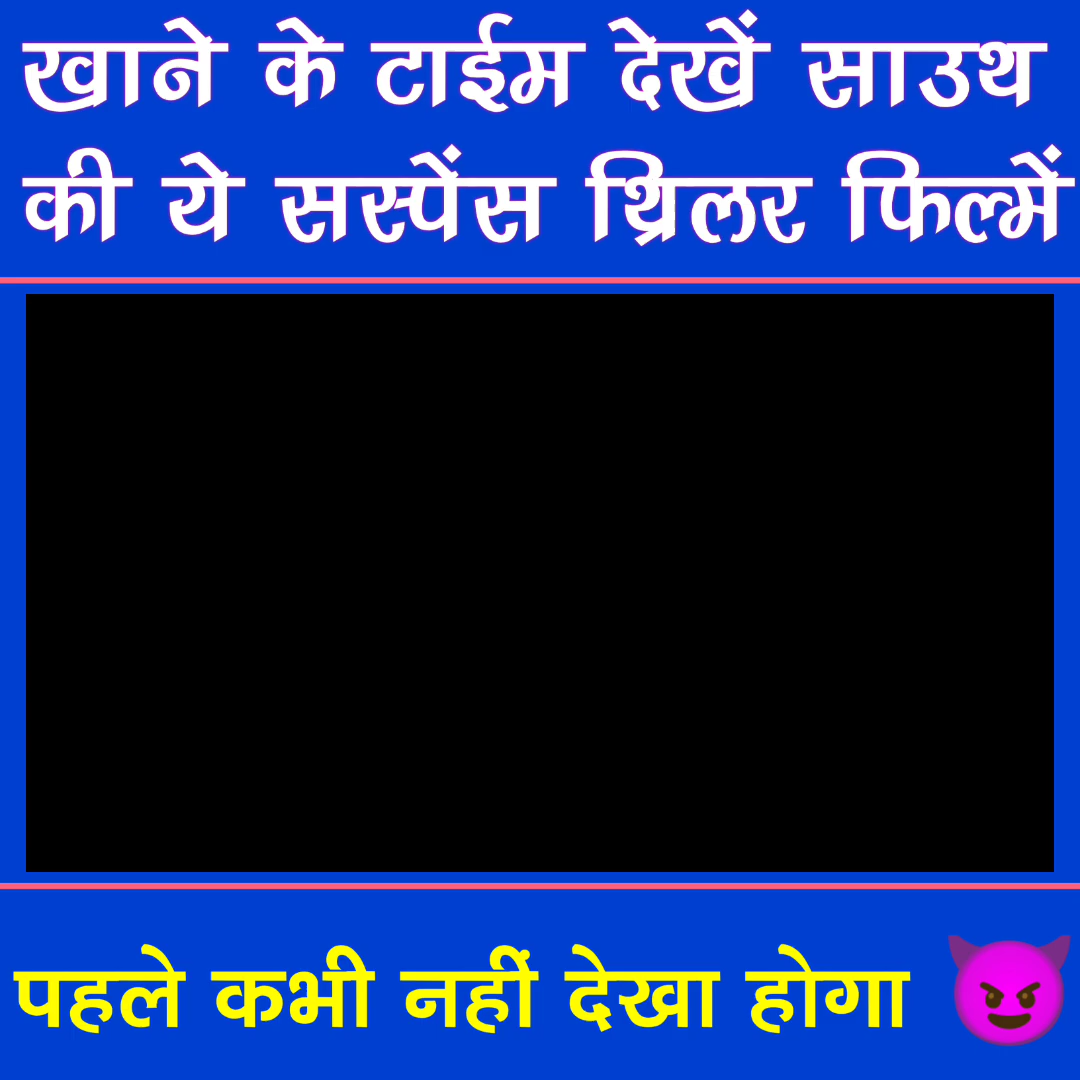 खाने के टाईम देखें साउथ
की ये सस्पेंस थ्रिलर फिल्में
पहले कभी नहीं देखा होगा 😈